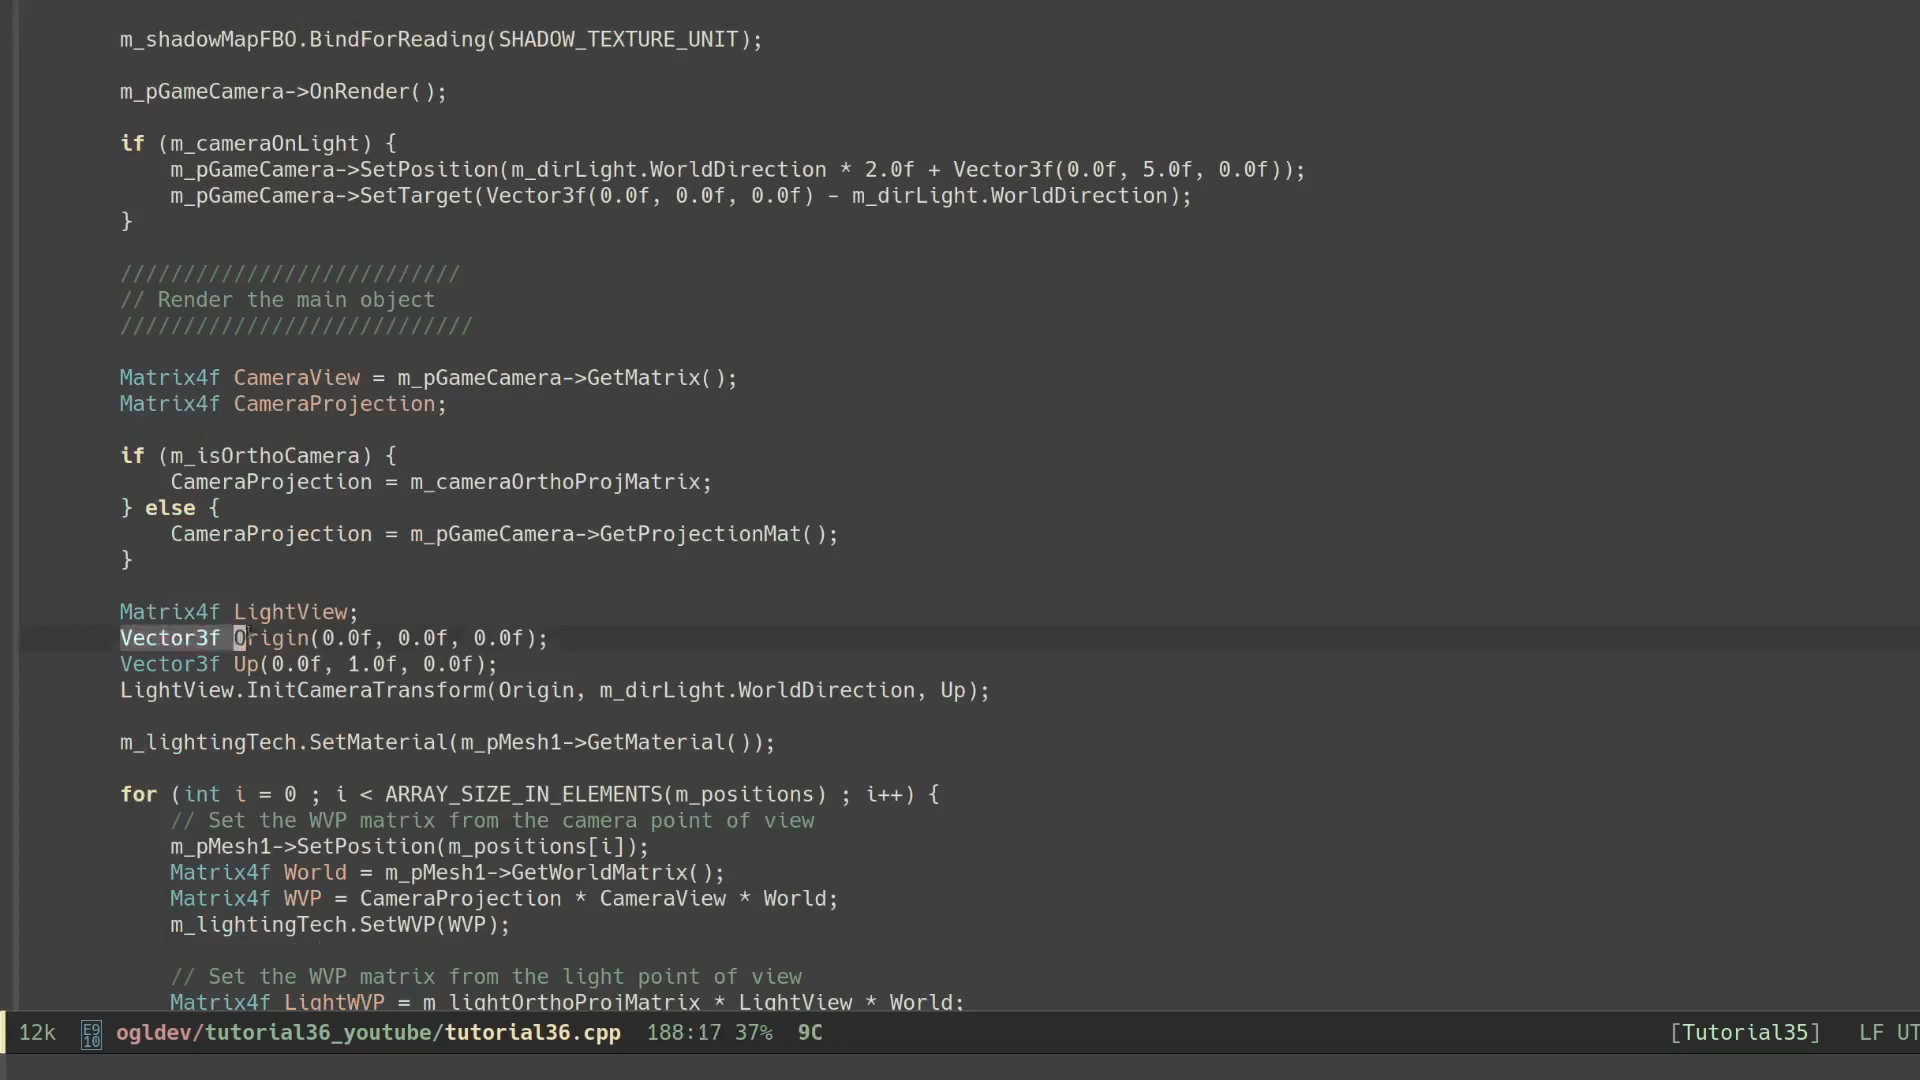 m_shadowMapFBO.BindForReading(SHADOW_TEXTURE_UNIT);
m_pGameCamera->OnRender();
if (m_cameraOnLight) {
m_pGameCamera->SetPosition(m_dirLight.WorldDirection * 2.0f + Vector3f(0.0f, 5.0f, 0.0f));
m_pGameCamera->SetTarget(Vector3f(0.0f, 0.0f, 0.0f) - m_dirLight.WorldDirection);
}
///////////////////////////
// Render the main object
////////////////////////////
Matrix4f CameraView = m_pGameCamera->GetMatrix();
Matrix4f CameraProjection;
if (m_isOrthoCamera) {
CameraProjection = m_cameraOrthoProjMatrix;
} else {
CameraProjection = m_pGameCamera->GetProjectionMat();
}
Matrix4f LightView;
Vector3f Origin(0.0f, 0.0f, 0.0f);
Vector3f Up(0.0f, 1.0f, 0.0f);
LightView.InitCameraTransform(Origin, m_dirLight.WorldDirection, Up);
m_lightingTech.SetMaterial(m_pMesh1->GetMaterial());
for (int i = 0 ; i < ARRAY_SIZE_IN_ELEMENTS(m_positions) ; i++) {
// Set the WVP matrix from the camera point of view
m_pMesh1->SetPosition(m_positions[i]);
Matrix4f World = m_pMesh1->GetWorldMatrix();
Matrix4f WVP = CameraProjection * CameraView * World;
m_lightingTech.SetWVP(WVP);
// Set the WVP matrix from the light point of view
Matrix4f LightWVP = m_lightOrthoProjMatrix * LightView * World;
12k E9 10 ogldev/tutorial36_youtube/tutorial36.cpp 188:17 37% 9C [Tutorial35] LF UT